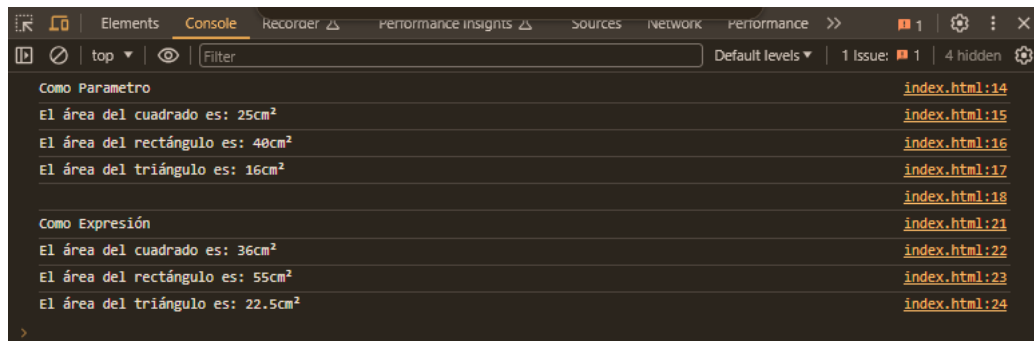 Elements Console Recorder Performance insights Sources Network Performance >> 1
top Filter Default levels 1 Issue: 1 4 hidden
Como Parametro index.html:14
El área del cuadrado es: 25cm² index.html:15
El área del rectángulo es: 40cm² index.html:16
El área del triángulo es: 16cm² index.html:17
index.html:18
Como Expresión index.html:21
El área del cuadrado es: 36cm² index.html:22
El área del rectángulo es: 55cm² index.html:23
El área del triángulo es: 22.5cm² index.html:24
>